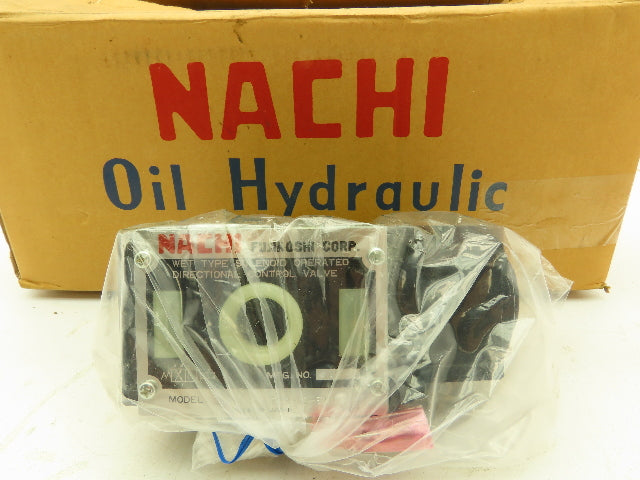 NACHI
Oil Hydraulic
NACHI FUJIKOSHI CORP.
WET TYPE SOLENOID OPERATED
DIRECTIONAL CONTROL VALVE
MFG. NO.
MODEL